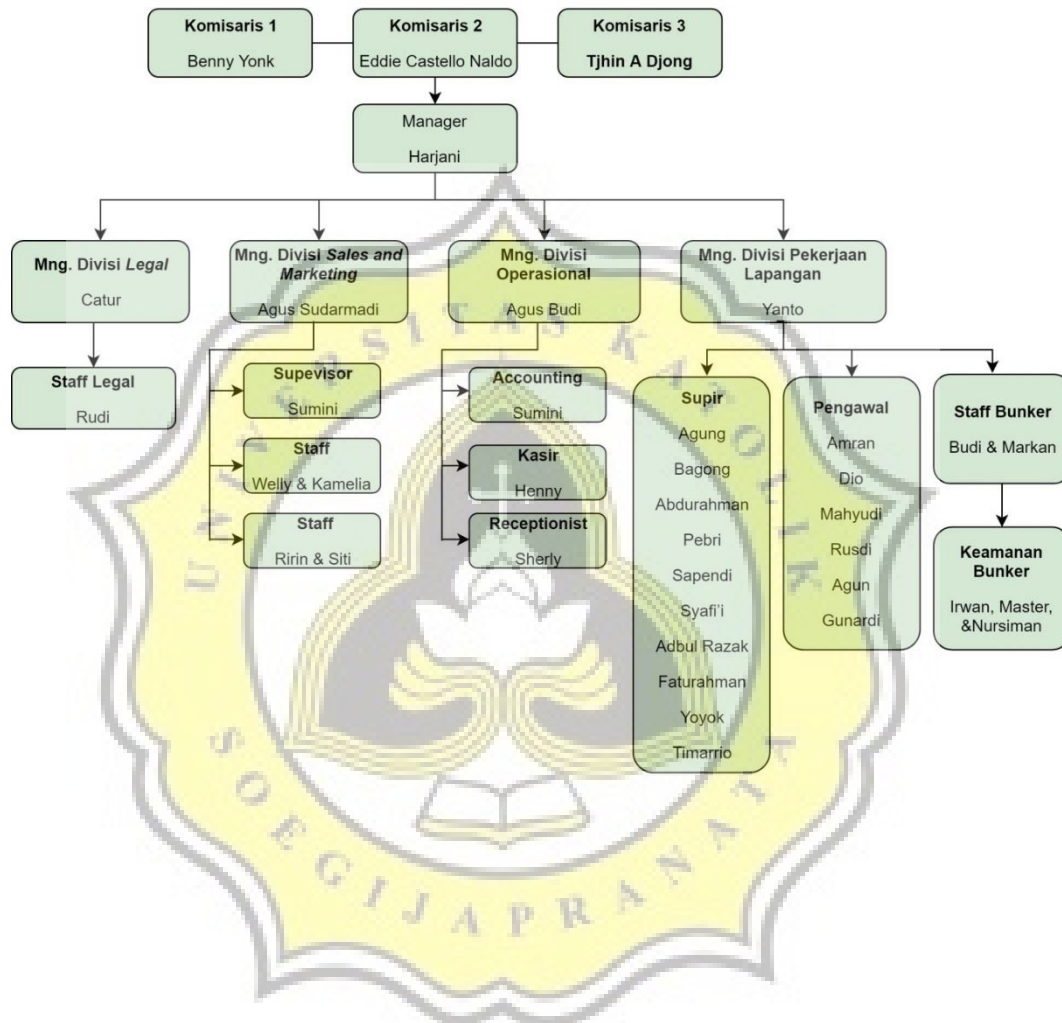 Komisaris 1
Benny Yonk
Komisaris 2
Eddie Castello Naldo
Komisaris 3
Tjhin A Djong
Manager
Harjani
Mng. Divisi Legal
Catur
Mng. Divisi Sales and
Marketing
Agus Sudarmadi
Mng. Divisi
Operasional
Agus Budi
Mng. Divisi Pekerjaan
Lapangan
Yanto
Staff Legal
Rudi
Supevisor
Sumini
Staff
Welly & Kamelia
Staff
Ririn & Siti
Accounting
Sumini
Kasir
Henny
Receptionist
Sherly
Supir
Agung
Bagong
Abdurahman
Pebri
Sapendi
Syafi'i
Adbul Razak
Faturahman
Yoyok
Timarrio
Pengawal
Amran
Dio
Mahyudi
Rusdi
Agun
Gunardi
Staff Bunker
Budi & Markan
Keamanan
Bunker
Irwan, Master,
&Nursiman
UNIVERSITAS KATOLIK
SOEGIJAPRANATA